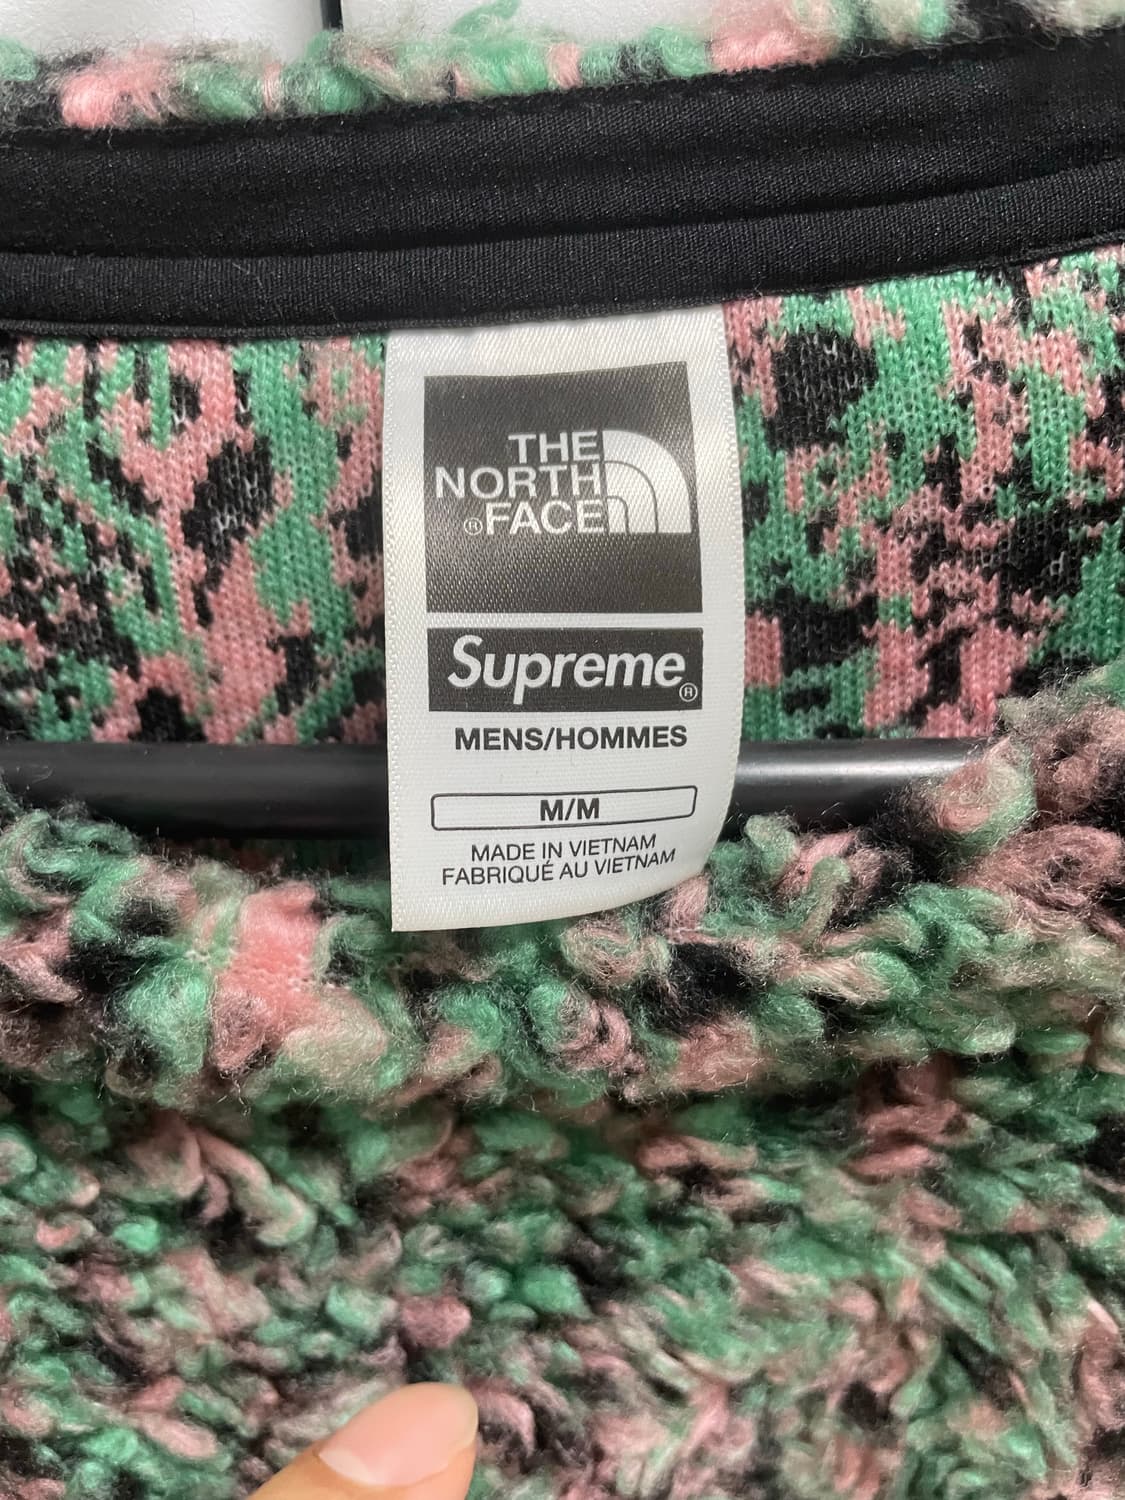 THE
NORTH
®FACE
Supreme®
MENS/HOMMES
M/M
MADE IN VIETNAM
FABRIQUÉ AU VIETNAM